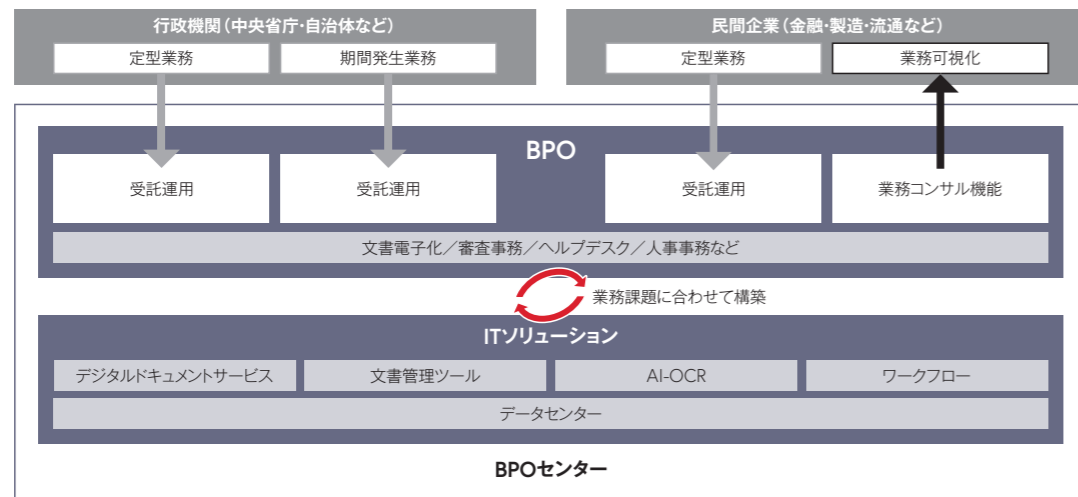 行政機関（中央省庁・自治体など）
定型業務
期間発生業務
民間企業（金融・製造・流通など）
定型業務
業務可視化
BPO
受託運用
受託運用
受託運用
業務コンサル機能
文書電子化／審査事務／ヘルプデスク／人事事務など
業務課題に合わせて構築
ITソリューション
デジタルドキュメントサービス
文書管理ツール
AI-OCR
ワークフロー
データセンター
BPOセンター